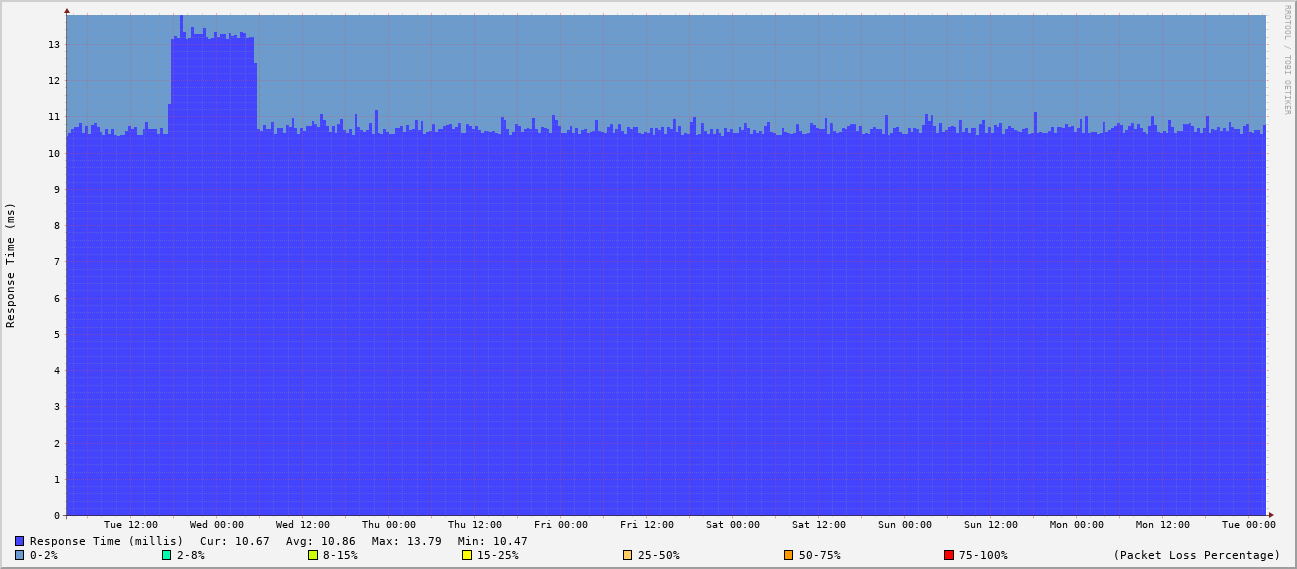 RRDTOOL / TOBI OETIKER
Response Time (ms)
13
12
11
10
9
8
7
6
5
4
3
2
1
0
Tue 12:00 Wed 00:00 Wed 12:00 Thu 00:00 Thu 12:00 Fri 00:00 Fri 12:00 Sat 00:00 Sat 12:00 Sun 00:00 Sun 12:00 Mon 00:00 Mon 12:00 Tue 00:00
Response Time (millis) Cur: 10.67 Avg: 10.86 Max: 13.79 Min: 10.47
0-2% 2-8% 8-15% 15-25% 25-50% 50-75% 75-100% (Packet Loss Percentage)